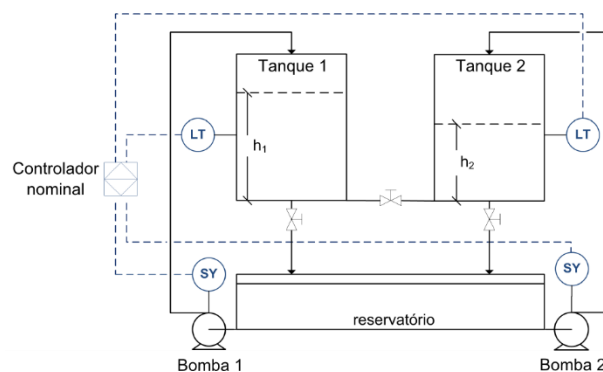 Tanque 1
Tanque 2
LT
h1
h2
LT
Controlador
nominal
SY
SY
reservatório
Bomba 1
Bomba 2